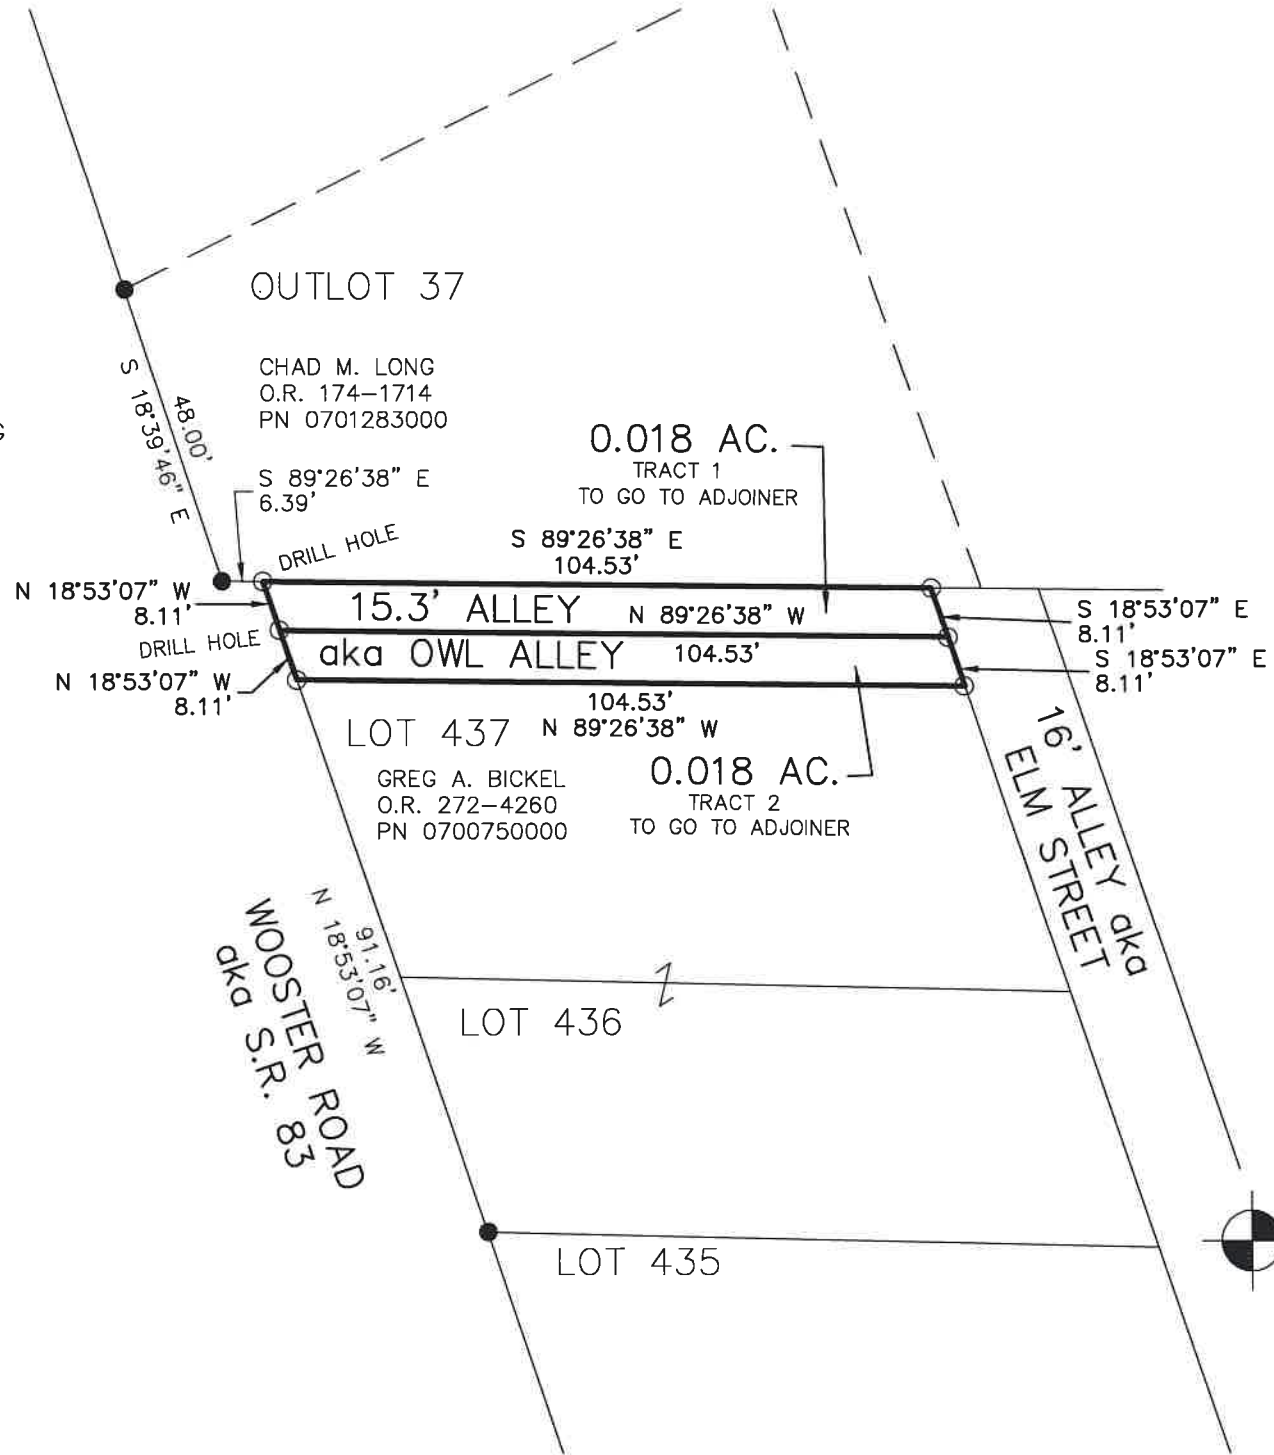 OUTLOT 37
CHAD M. LONG
O.R. 174–1714
PN 0701283000
G
48.00'
S 18°39'46" E
S 89°26'38" E
6.39'
0.018 AC.
TRACT 1
TO GO TO ADJOINER
DRILL HOLE
S 89°26'38" E
104.53'
N 18°53'07" W
8.11'
15.3' ALLEY
N 89°26'38" W
S 18°53'07" E
8.11'
DRILL HOLE
aka OWL ALLEY
104.53'
S 18°53'07" E
8.11'
N 18°53'07" W
8.11'
104.53'
N 89°26'38" W
LOT 437
GREG A. BICKEL
O.R. 272–4260
PN 0700750000
0.018 AC.
TRACT 2
TO GO TO ADJOINER
16' ALLEY aka
ELM STREET
91.16'
N 18°53'07" W
WOOSTER ROAD
aka S.R. 83
LOT 436
LOT 435